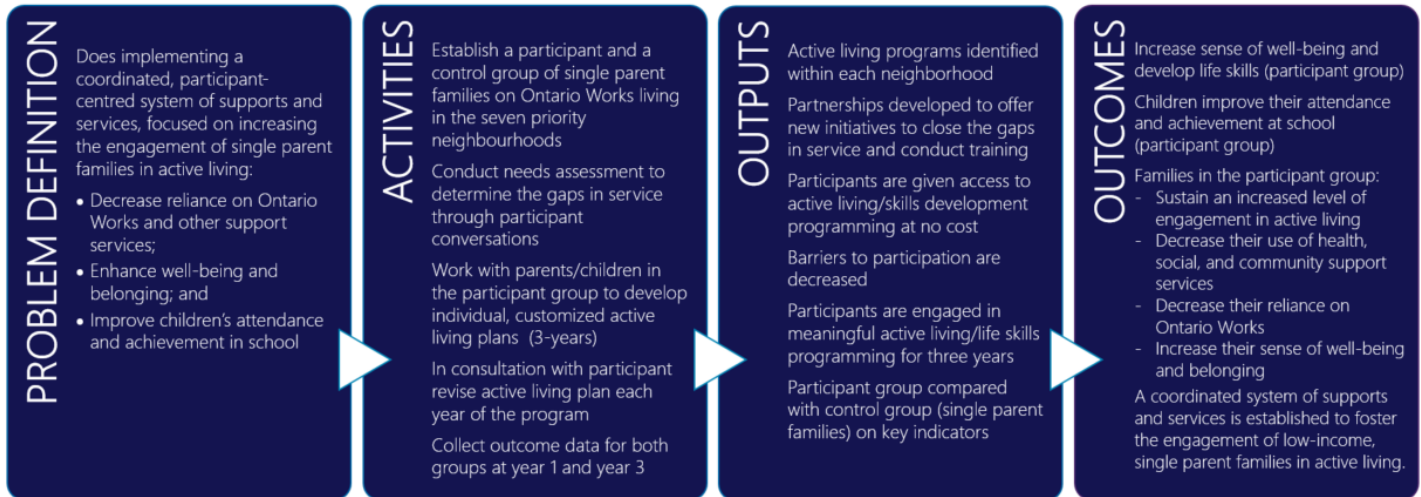 PROBLEM DEFINITION
Does implementing a
coordinated, participant-
centred system of supports and
services, focused on increasing
the engagement of single parent
families in active living:
• Decrease reliance on Ontario
Works and other support
services;
• Enhance well-being and
belonging; and
• Improve children's attendance
and achievement in school
ACTIVITIES
Establish a participant and a
control group of single parent
families on Ontario Works living
in the seven priority
neighbourhoods
Conduct needs assessment to
determine the gaps in service
through participant
conversations
Work with parents/children in
the participant group to develop
individual, customized active
living plans (3-years)
In consultation with participant
revise active living plan each
year of the program
Collect outcome data for both
groups at year 1 and year 3
OUTPUTS
Active living programs identified
within each neighborhood
Partnerships developed to offer
new initiatives to close the gaps
in service and conduct training
Participants are given access to
active living/skills development
programming at no cost
Barriers to participation are
decreased
Participants are engaged in
meaningful active living/life skills
programming for three years
Participant group compared
with control group (single parent
families) on key indicators
OUTCOMES
Increase sense of well-being and
develop life skills (participant group)
Children improve their attendance
and achievement at school
(participant group)
Families in the participant group:
- Sustain an increased level of
engagement in active living
- Decrease their use of health,
social, and community support
services
- Decrease their reliance on
Ontario Works
- Increase their sense of well-being
and belonging
A coordinated system of supports
and services is established to foster
the engagement of low-income,
single parent families in active living.